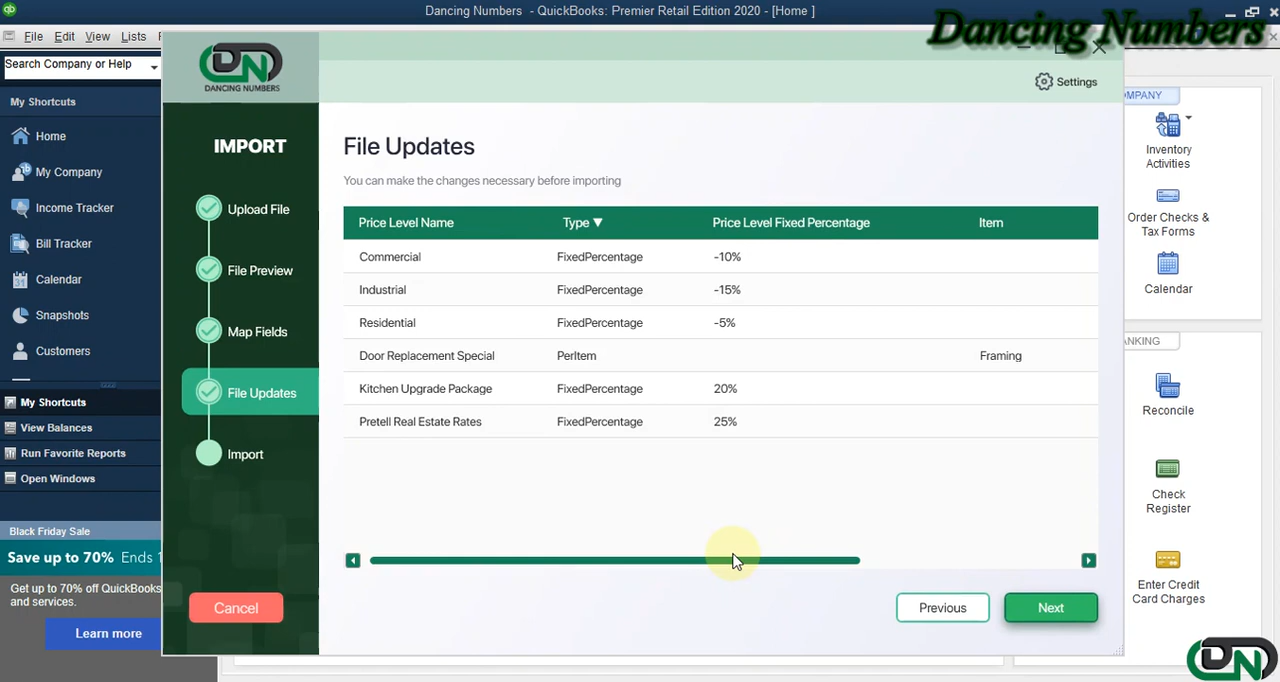 Dancing Numbers - QuickBooks: Premier Retail Edition 2020 - [Home ]
Dancing Numbers
File Edit View Lists
Search Company or Help
My Shortcuts
Home
My Company
Income Tracker
Bill Tracker
Calendar
Snapshots
Customers
My Shortcuts
View Balances
Run Favorite Reports
Open Windows
Black Friday Sale
Save up to 70% Ends 1
Get up to 70% off QuickBooks
and services.
Learn more
DN
DANCING NUMBERS
Settings
IMPORT
Upload File
File Preview
Map Fields
File Updates
Import
Cancel
File Updates
You can make the changes necessary before importing
Price Level Name Type ▼ Price Level Fixed Percentage Item
Commercial FixedPercentage -10%
Industrial FixedPercentage -15%
Residential FixedPercentage -5%
Door Replacement Special PerItem Framing
Kitchen Upgrade Package FixedPercentage 20%
Pretell Real Estate Rates FixedPercentage 25%
Previous Next
OMPANY
Inventory
Activities
Order Checks &
Tax Forms
Calendar
ANKING
Reconcile
Check
Register
Enter Credit
Card Charges
DN